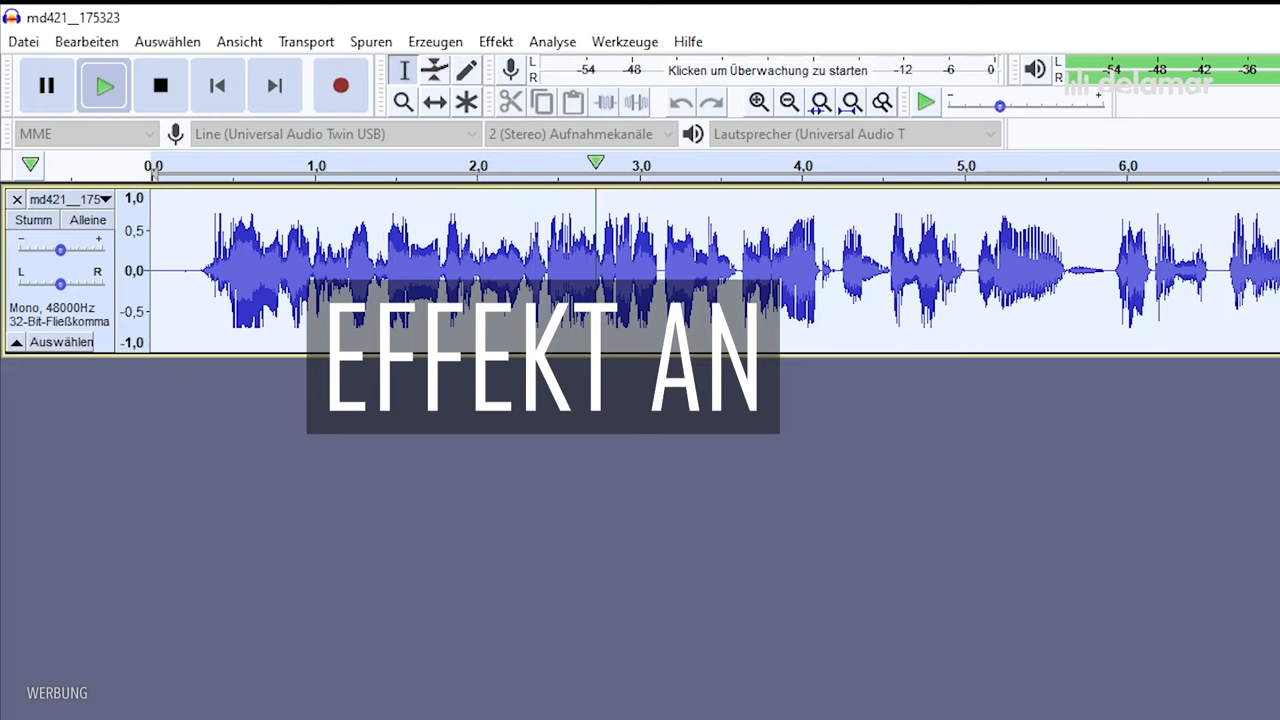 md421__175323
Datei Bearbeiten Auswählen Ansicht Transport Spuren Erzeugen Effekt Analyse Werkzeuge Hilfe
L R -54 -48 Klicken um Überwachung zu starten -12 -6 0 L R -54 -48 -42 -36
delamar
- +
MME Line (Universal Audio Twin USB) 2 (Stereo) Aufnahmekanäle Lautsprecher (Universal Audio T
0,0 1,0 2,0 3,0 4,0 5,0 6,0
md421__175 1,0
Stumm Alleine 0,5
- +
L R 0,0
Mono, 48000Hz -0,5
32-Bit-Fließkomma
Auswählen -1,0
EFFEKT AN
WERBUNG